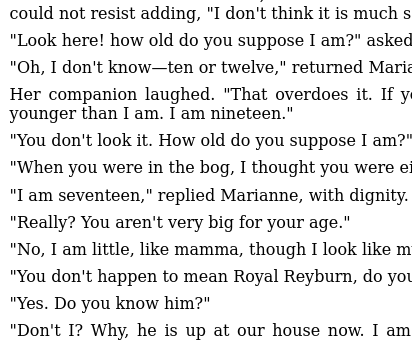 could not resist adding, "I don't think it is much
"Look here! how old do you suppose I am?" asked
"Oh, I don't know—ten or twelve," returned
Her companion laughed. "That overdoes it. If
younger than I am. I am nineteen."
"You don't look it. How old do you suppose I am?"
"When you were in the bog, I thought you were
"I am seventeen," replied Marianne, with dignity.
"Really? You aren't very big for your age."
"No, I am little, like mamma, though I look like
"You don't happen to mean Royal Reyburn, do you
"Yes. Do you know him?"
"Don't I? Why, he is up at our house now. I am